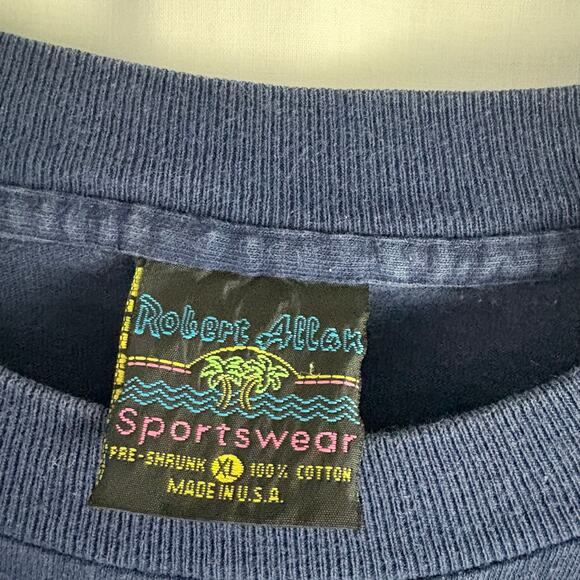 Robert Allan
Sportswear
PRE-SHRUNK XL 100% COTTON
MADE IN U.S.A.